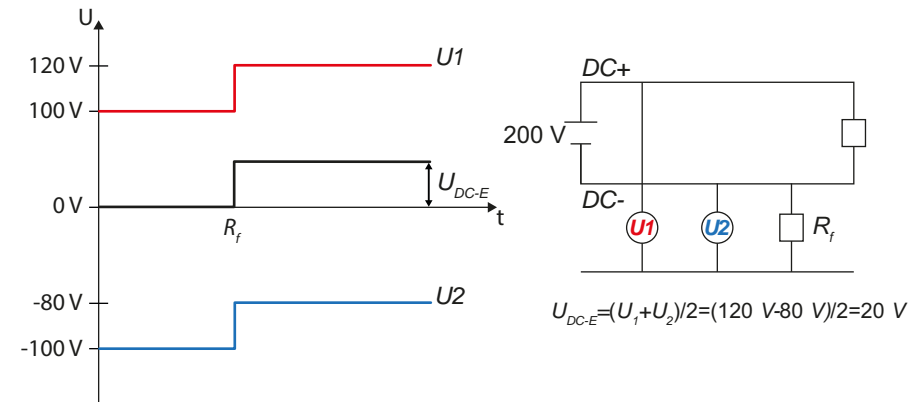 U
120 V
U1
100 V
U_DC-E
0 V
t
R_f
-80 V
U2
-100 V
DC+
200 V
DC-
U1 U2 R_f
U_DC-E=(U_1+U_2)/2=(120 V-80 V)/2=20 V